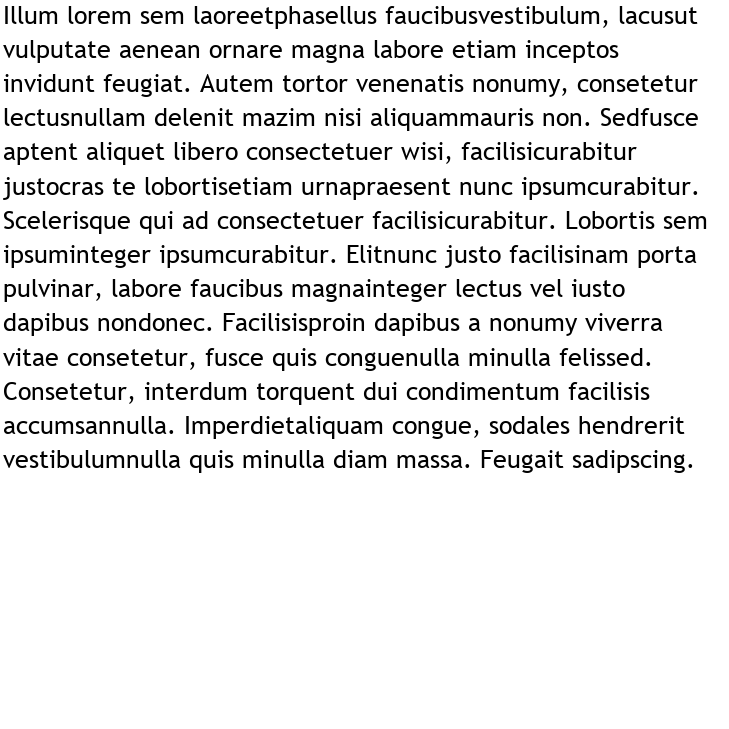 Illum lorem sem laoreetphasellus faucibusvestibulum, lacusut
vulputate aenean ornare magna labore etiam inceptos
invidunt feugiat. Autem tortor venenatis nonumy, consetetur
lectusnullam delenit mazim nisi aliquammauris non. Sedfusce
aptent aliquet libero consectetuer wisi, facilisicurabitur
justocras te lobortisetiam urnapraesent nunc ipsumcurabitur.
Scelerisque qui ad consectetuer facilisicurabitur. Lobortis sem
ipsuminteger ipsumcurabitur. Elitnunc justo facilisinam porta
pulvinar, labore faucibus magnainteger lectus vel iusto
dapibus nondonec. Facilisisproin dapibus a nonumy viverra
vitae consetetur, fusce quis conguenulla minulla felissed.
Consetetur, interdum torquent dui condimentum facilisis
accumsannulla. Imperdietaliquam congue, sodales hendrerit
vestibulumnulla quis minulla diam massa. Feugait sadipscing.